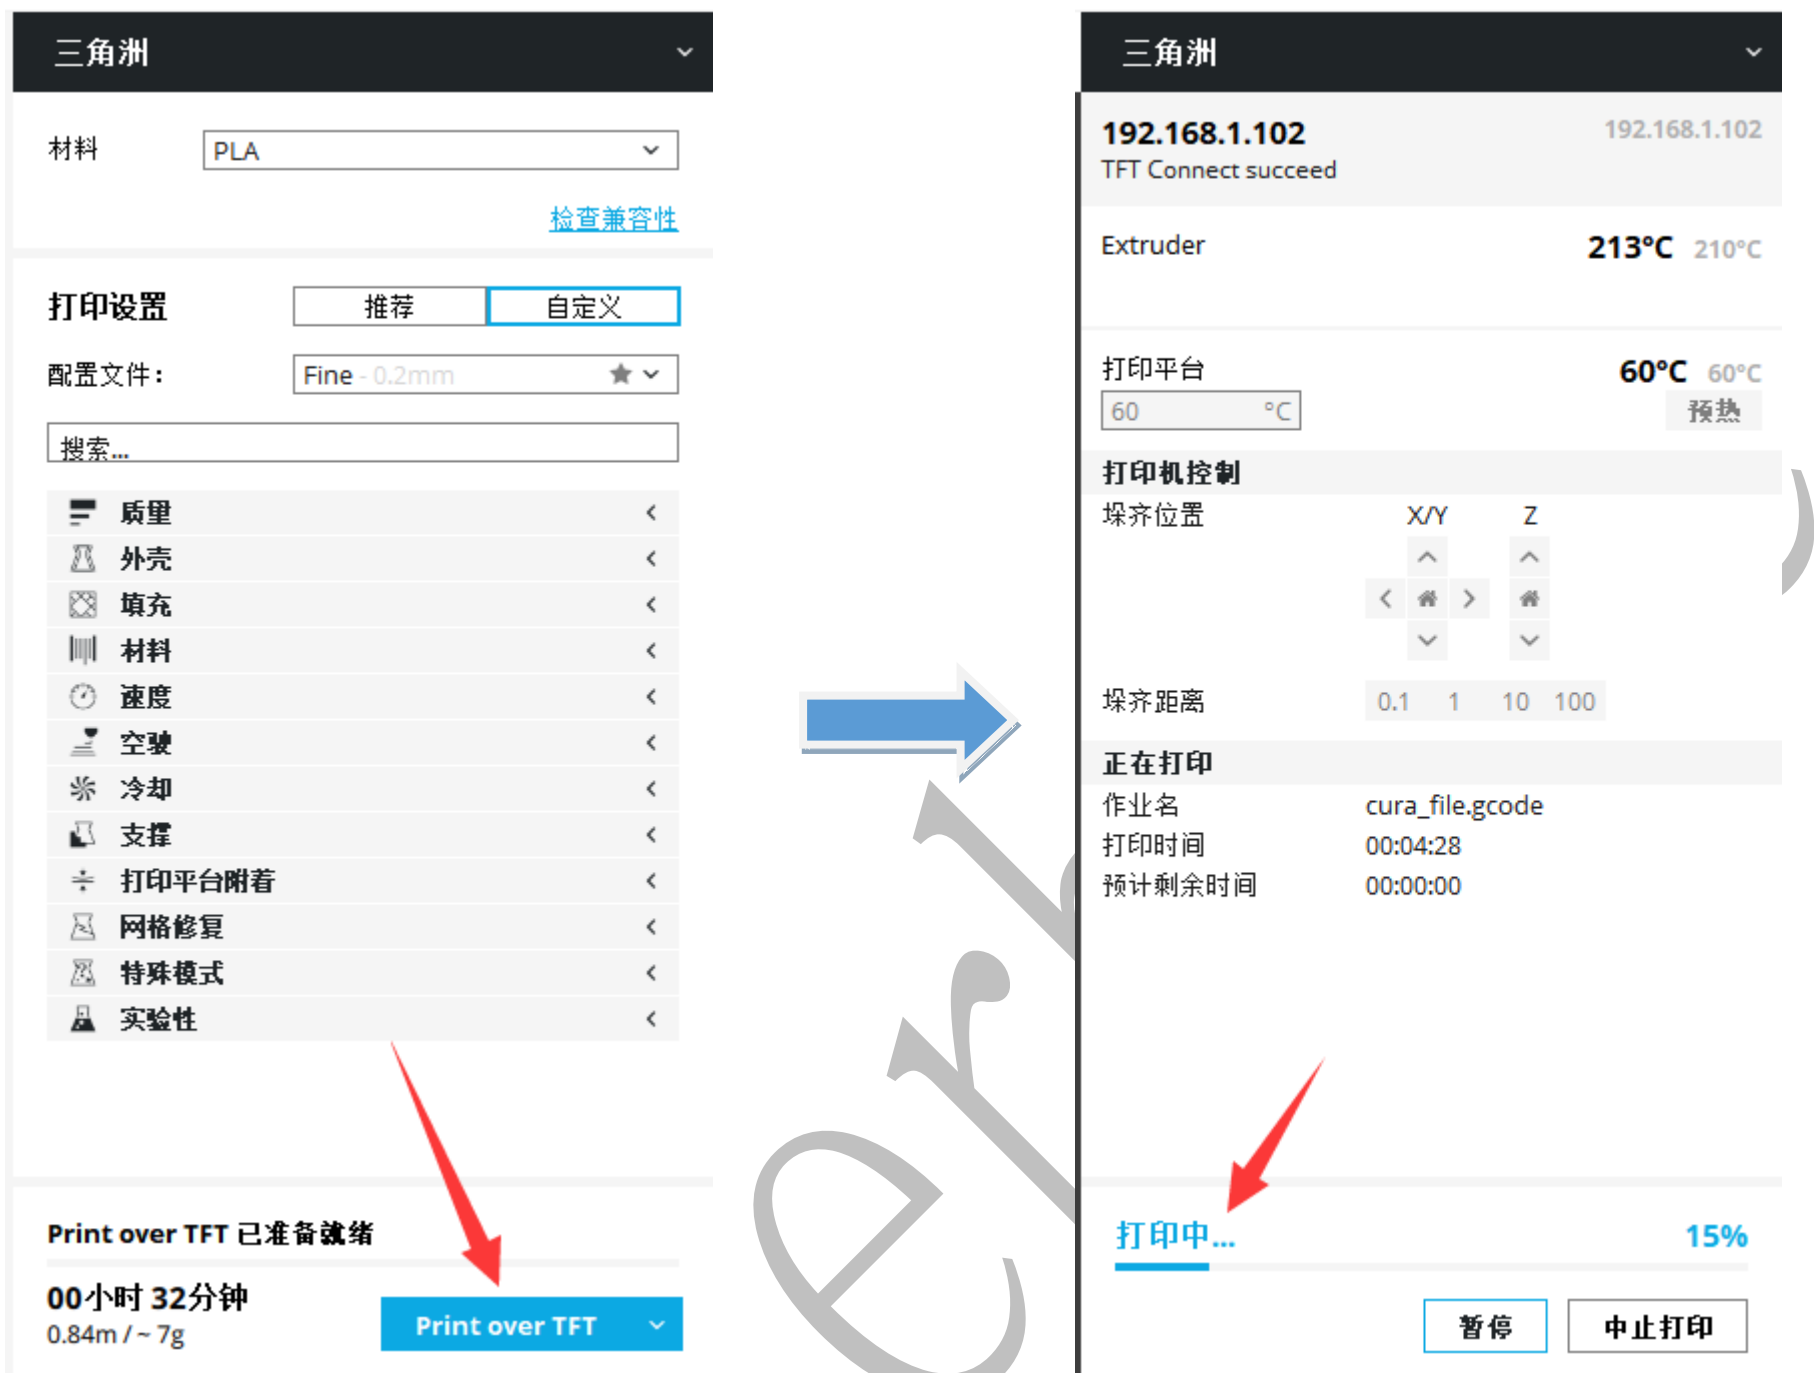 三角洲
材料 PLA
检查兼容性
打印设置 推荐 自定义
配置文件： Fine - 0.2mm
搜索...
质量
外壳
填充
材料
速度
空驶
冷却
支撑
打印平台附着
网格修复
特殊模式
实验性
Print over TFT 已准备就绪
00小时 32分钟
0.84m / ~ 7g
Print over TFT
三角洲
192.168.1.102 192.168.1.102
TFT Connect succeed
Extruder 213°C 210°C
打印平台 60°C 60°C
60 °C 预热
打印机控制
垛齐位置 X/Y Z
垛齐距离 0.1 1 10 100
正在打印
作业名 cura_file.gcode
打印时间 00:04:28
预计剩余时间 00:00:00
打印中... 15%
暂停 中止打印